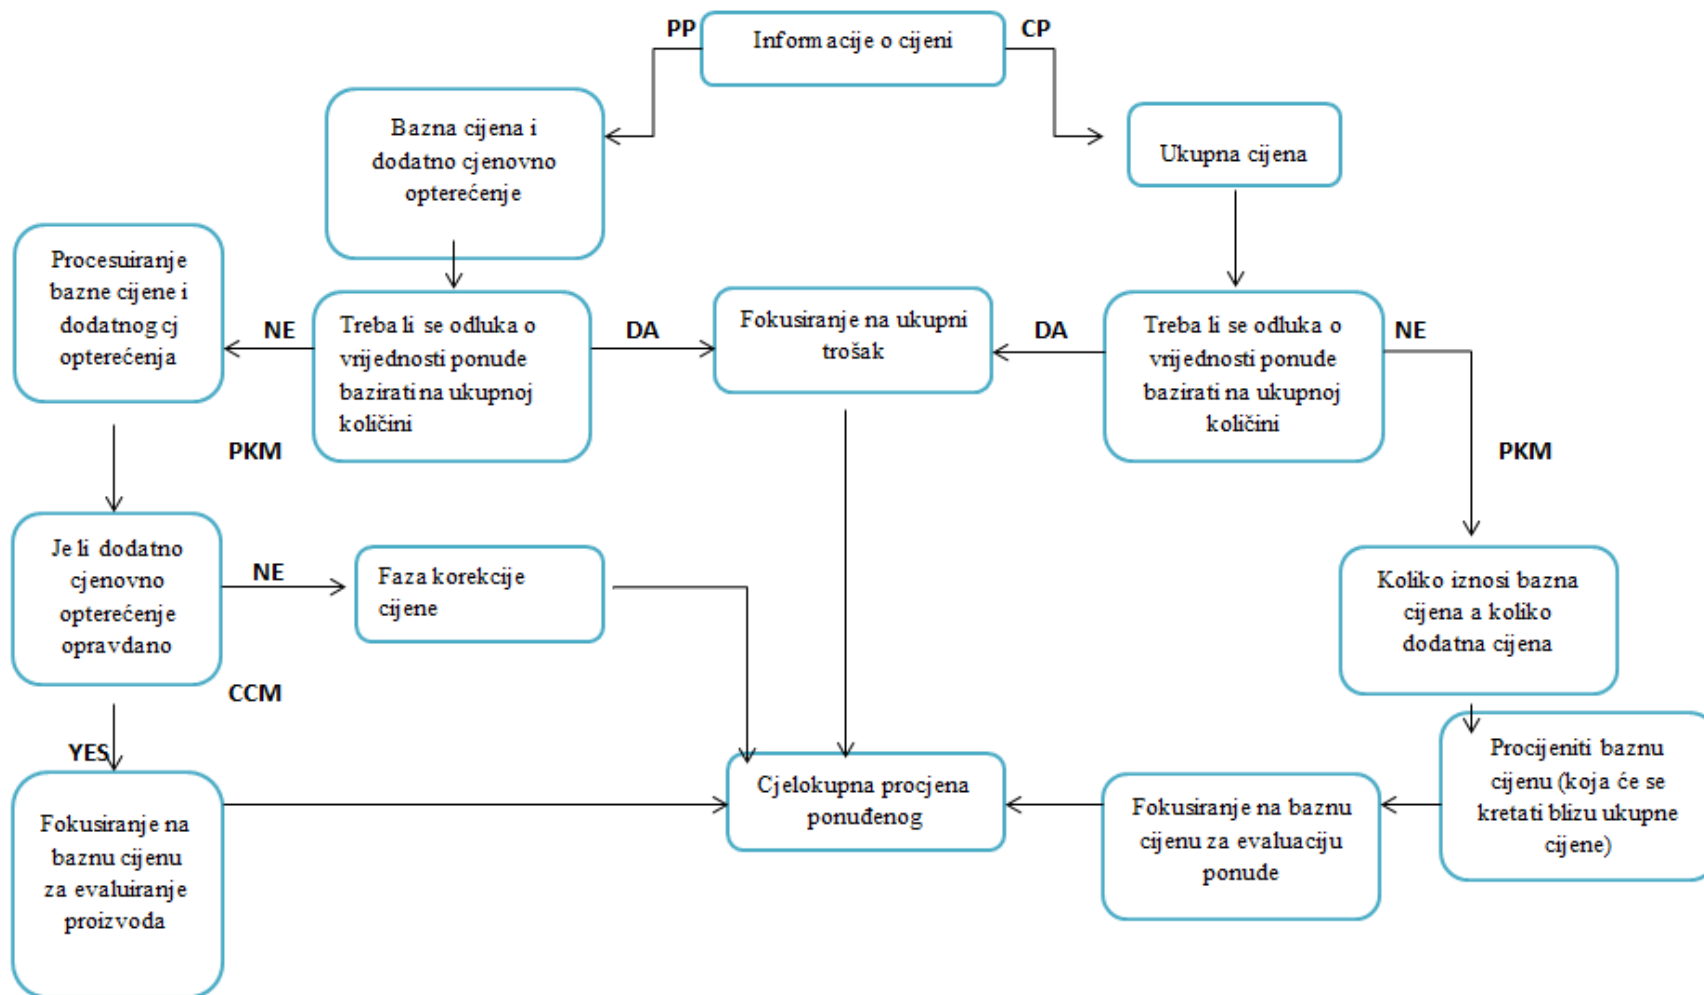 PP
Informacije o cijeni
CP
Bazna cijena i
dodatno cjenovno
opterećenje
Ukupna cijena
Procesuiranje
bazne cijene i
dodatnog cj
opterećenja
NE
Treba li se odluka o
vrijednosti ponude
bazirati na ukupnoj
količini
DA
Fokusiranje na ukupni
trošak
DA
Treba li se odluka o
vrijednosti ponude
bazirati na ukupnoj
količini
NE
PKM
PKM
Je li dodatno
cjenovno
opterećenje
opravdano
NE
Faza korekcije
cijene
Koliko iznosi bazna
cijena a koliko
dodatna cijena
CCM
YES
Fokusiranje na
baznu cijenu
za evaluiranje
proizvoda
Cjelokupna procjena
ponuđenog
Fokusiranje na baznu
cijenu za evaluaciju
ponude
Procijeniti baznu
cijenu (koja će se
kretati blizu ukupne
cijene)